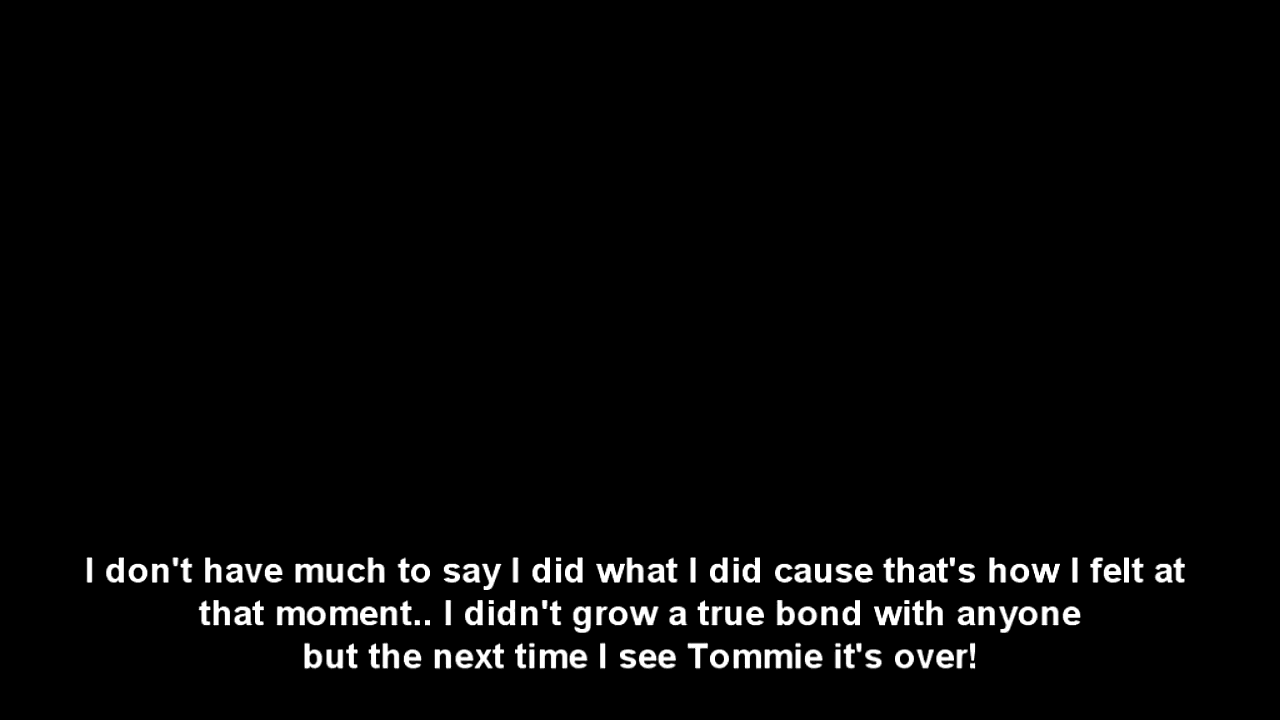 I don't have much to say I did what I did cause that's how I felt at
that moment.. I didn't grow a true bond with anyone
but the next time I see Tommie it's over!